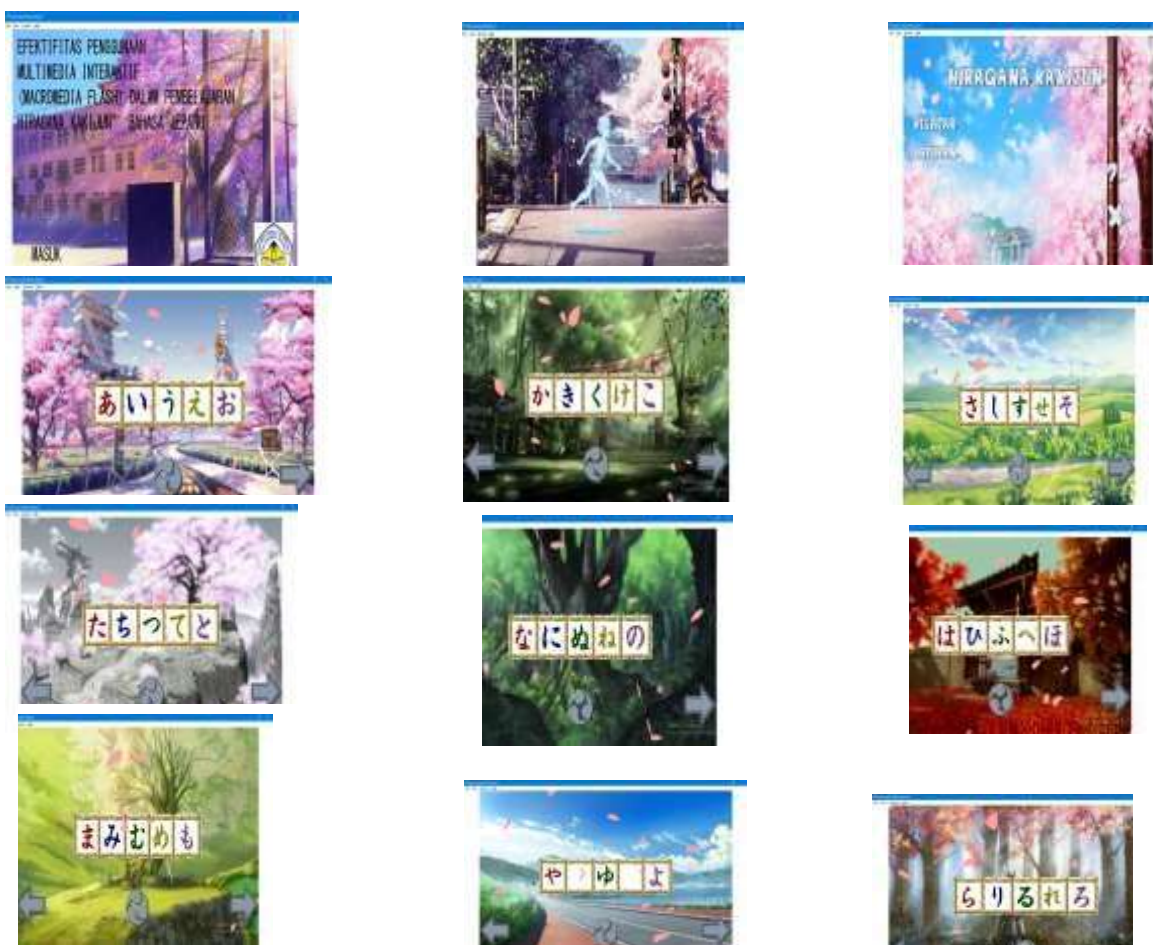 EFEKTIFITAS PENGGUNAAN
MULTIMEDIA INTERAKTIF
(MACROMEDIA FLASH) DALAM PEMBELAJARAN
HIRAGANA KAKIJUN BAHASA JEPANG
MASUK
HIRAGANA KAKIJUN
?
X
あいうえお
かきくけこ
さしすせそ
たちつてと
なにぬねの
はひふへほ
まみむめも
や ゆ よ
らりるれろ